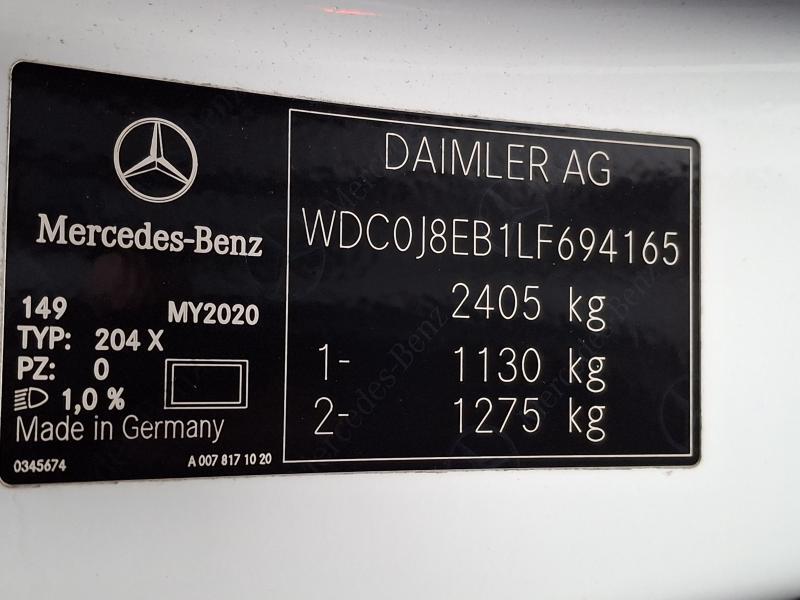 Mercedes-Benz
149 MY2020
TYP: 204 X
PZ: 0
1,0 %
Made in Germany
0345674 A 007 817 10 20
DAIMLER AG
WDC0J8EB1LF694165
2405 kg
1- 1130 kg
2- 1275 kg